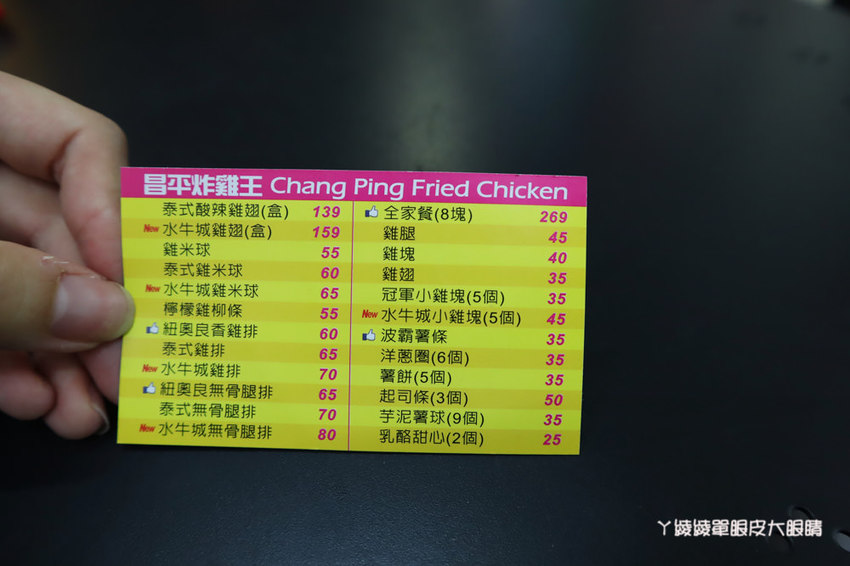 昌平炸雞王 Chang Ping Fried Chicken
泰式酸辣雞翅(盒) 139
New 水牛城雞翅(盒) 159
雞米球 55
泰式雞米球 60
New 水牛城雞米球 65
檸檬雞柳條 55
紐奧良香雞排 60
泰式雞排 65
New 水牛城雞排 70
紐奧良無骨腿排 65
泰式無骨腿排 70
New 水牛城無骨腿排 80
全家餐(8塊) 269
雞腿 45
雞塊 40
雞翅 35
冠軍小雞塊(5個) 35
New 水牛城小雞塊(5個) 45
波霸薯條 35
洋蔥圈(6個) 35
薯餅(5個) 35
起司條(3個) 50
芋泥薯球(9個) 35
乳酪甜心(2個) 25
ㄚ綾綾單眼皮大眼睛